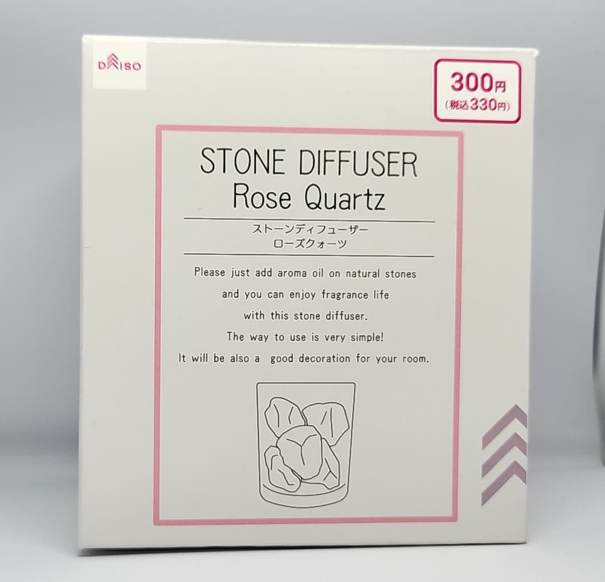 DAISO
300円
(税込330円)
STONE DIFFUSER
Rose Quartz
ストーンディフューザー
ローズクォーツ
Please just add aroma oil on natural stones
and you can enjoy fragrance life
with this stone diffuser.
The way to use is very simple!
It will be also a good decoration for your room.